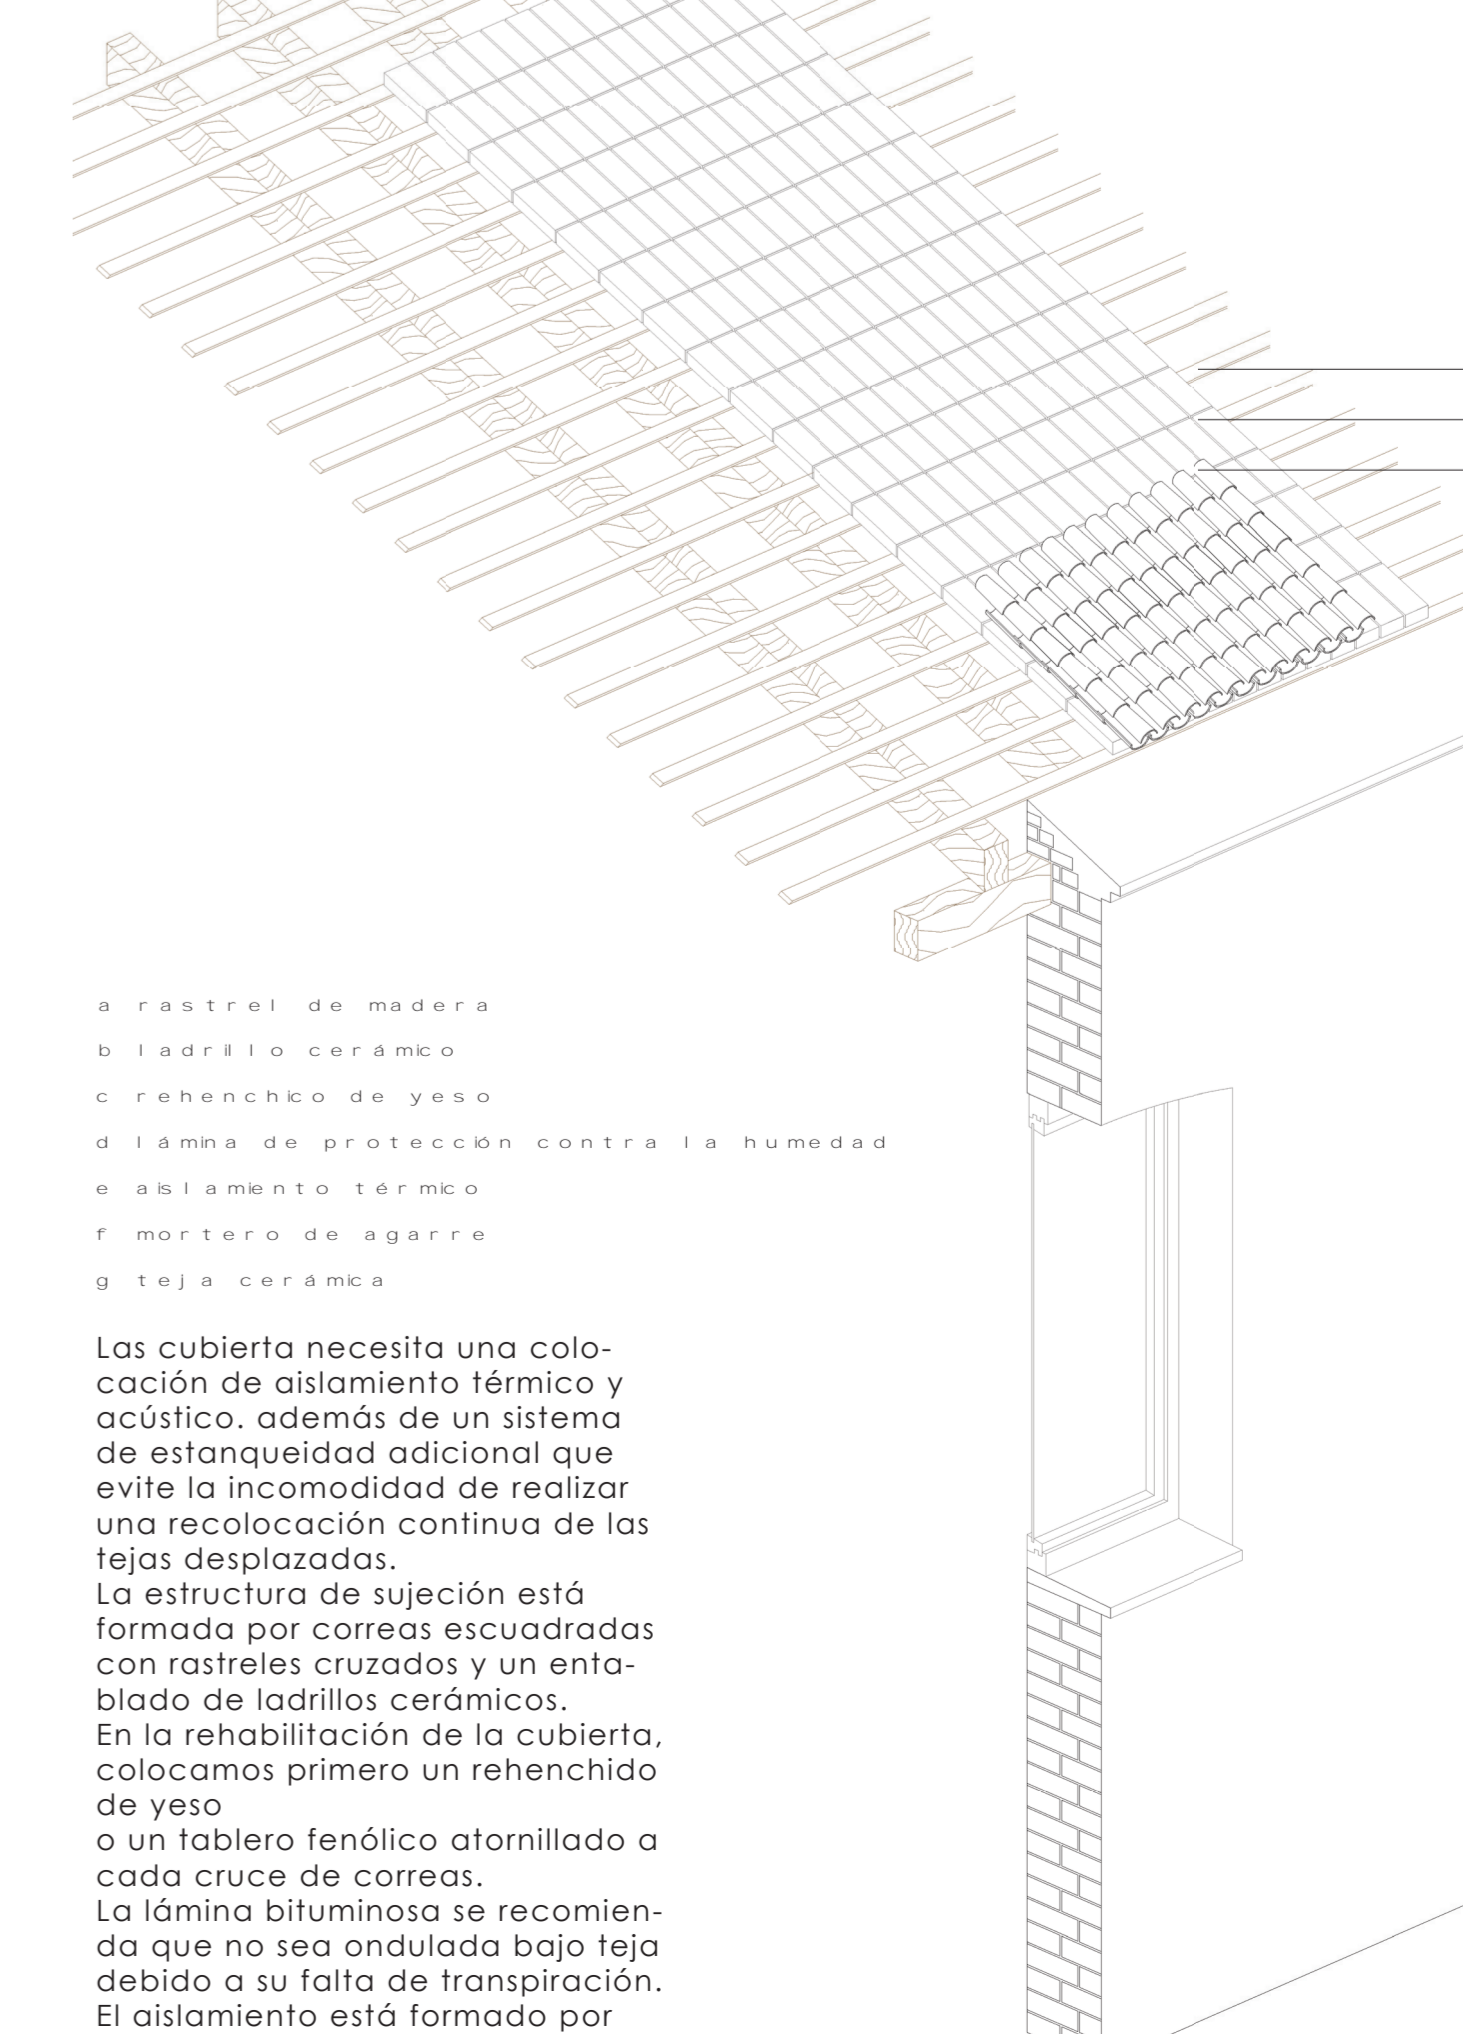 a rastrel de madera
b ladrillo cerámico
c rehenchico de yeso
d lámina de protección contra la humedad
e aislamiento térmico
f mortero de agarre
g teja cerámica
Las cubierta necesita una colo-
cación de aislamiento térmico y
acústico. además de un sistema
de estanqueidad adicional que
evite la incomodidad de realizar
una recolocación continua de las
tejas desplazadas.
La estructura de sujeción está
formada por correas escuadradas
con rastreles cruzados y un enta-
blado de ladrillos cerámicos.
En la rehabilitación de la cubierta,
colocamos primero un rehenchido
de yeso
o un tablero fenólico atornillado a
cada cruce de correas.
La lámina bituminosa se recomien-
da que no sea ondulada bajo teja
debido a su falta de transpiración.
El aislamiento está formado por